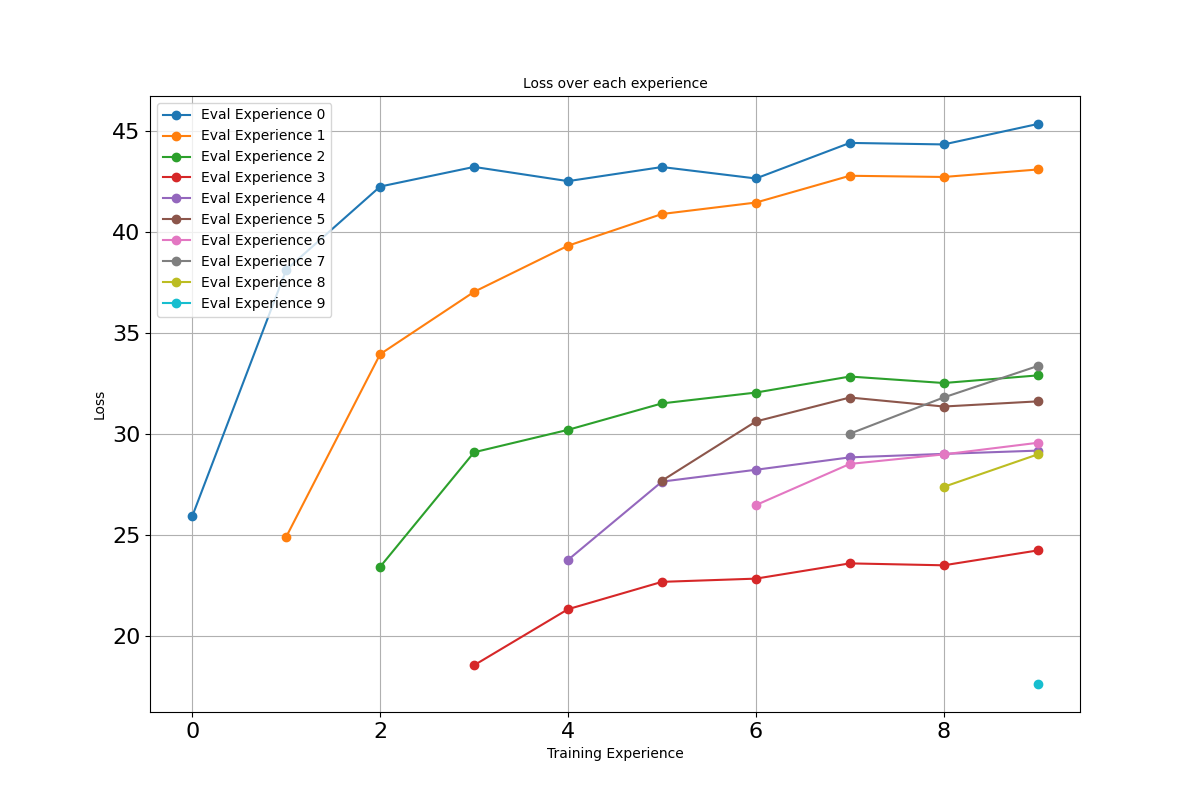 Loss over each experience
Eval Experience 0
Eval Experience 1
Eval Experience 2
Eval Experience 3
Eval Experience 4
Eval Experience 5
Eval Experience 6
Eval Experience 7
Eval Experience 8
Eval Experience 9
45
40
35
30
25
20
Loss
0 2 4 6 8
Training Experience